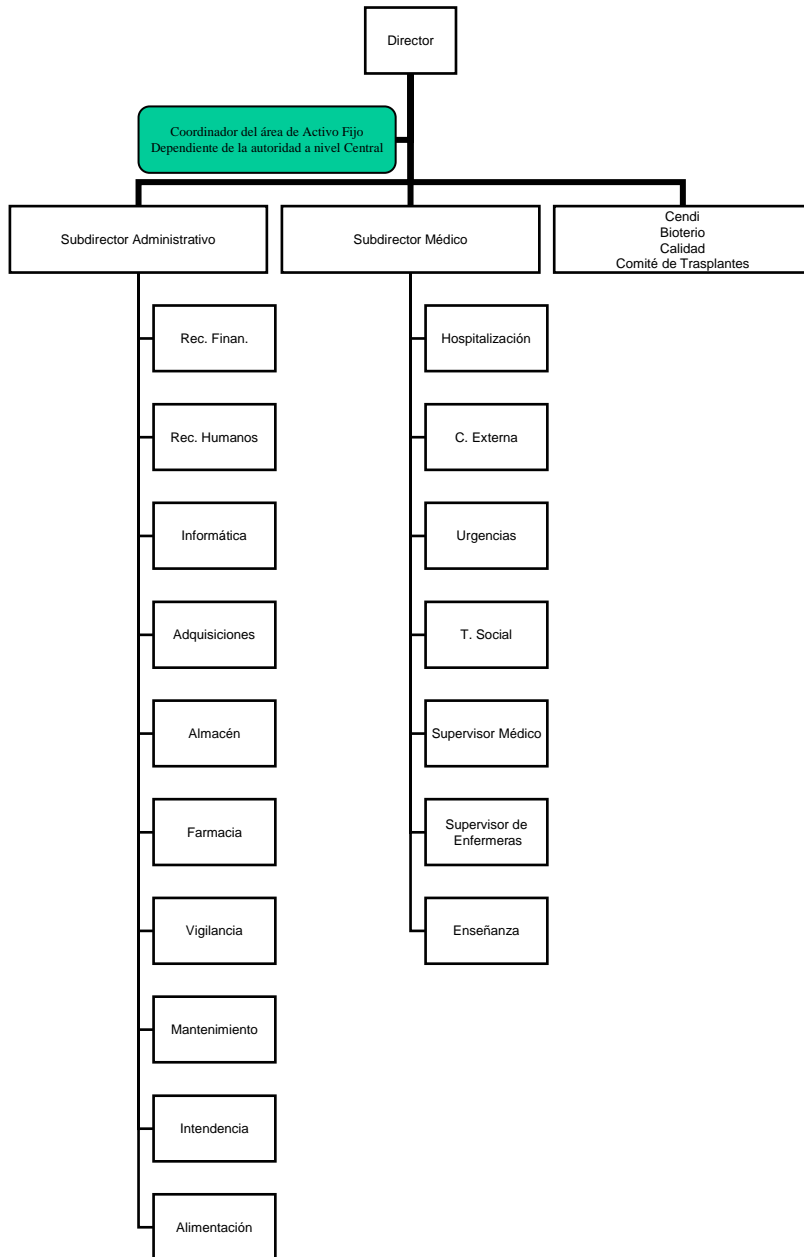 Director
Coordinador del área de Activo Fijo
Dependiente de la autoridad a nivel Central
Subdirector Administrativo
Subdirector Médico
Cendi
Bioterio
Calidad
Comité de Trasplantes
Rec. Finan.
Rec. Humanos
Informática
Adquisiciones
Almacén
Farmacia
Vigilancia
Mantenimiento
Intendencia
Alimentación
Hospitalización
C. Externa
Urgencias
T. Social
Supervisor Médico
Supervisor de
Enfermeras
Enseñanza